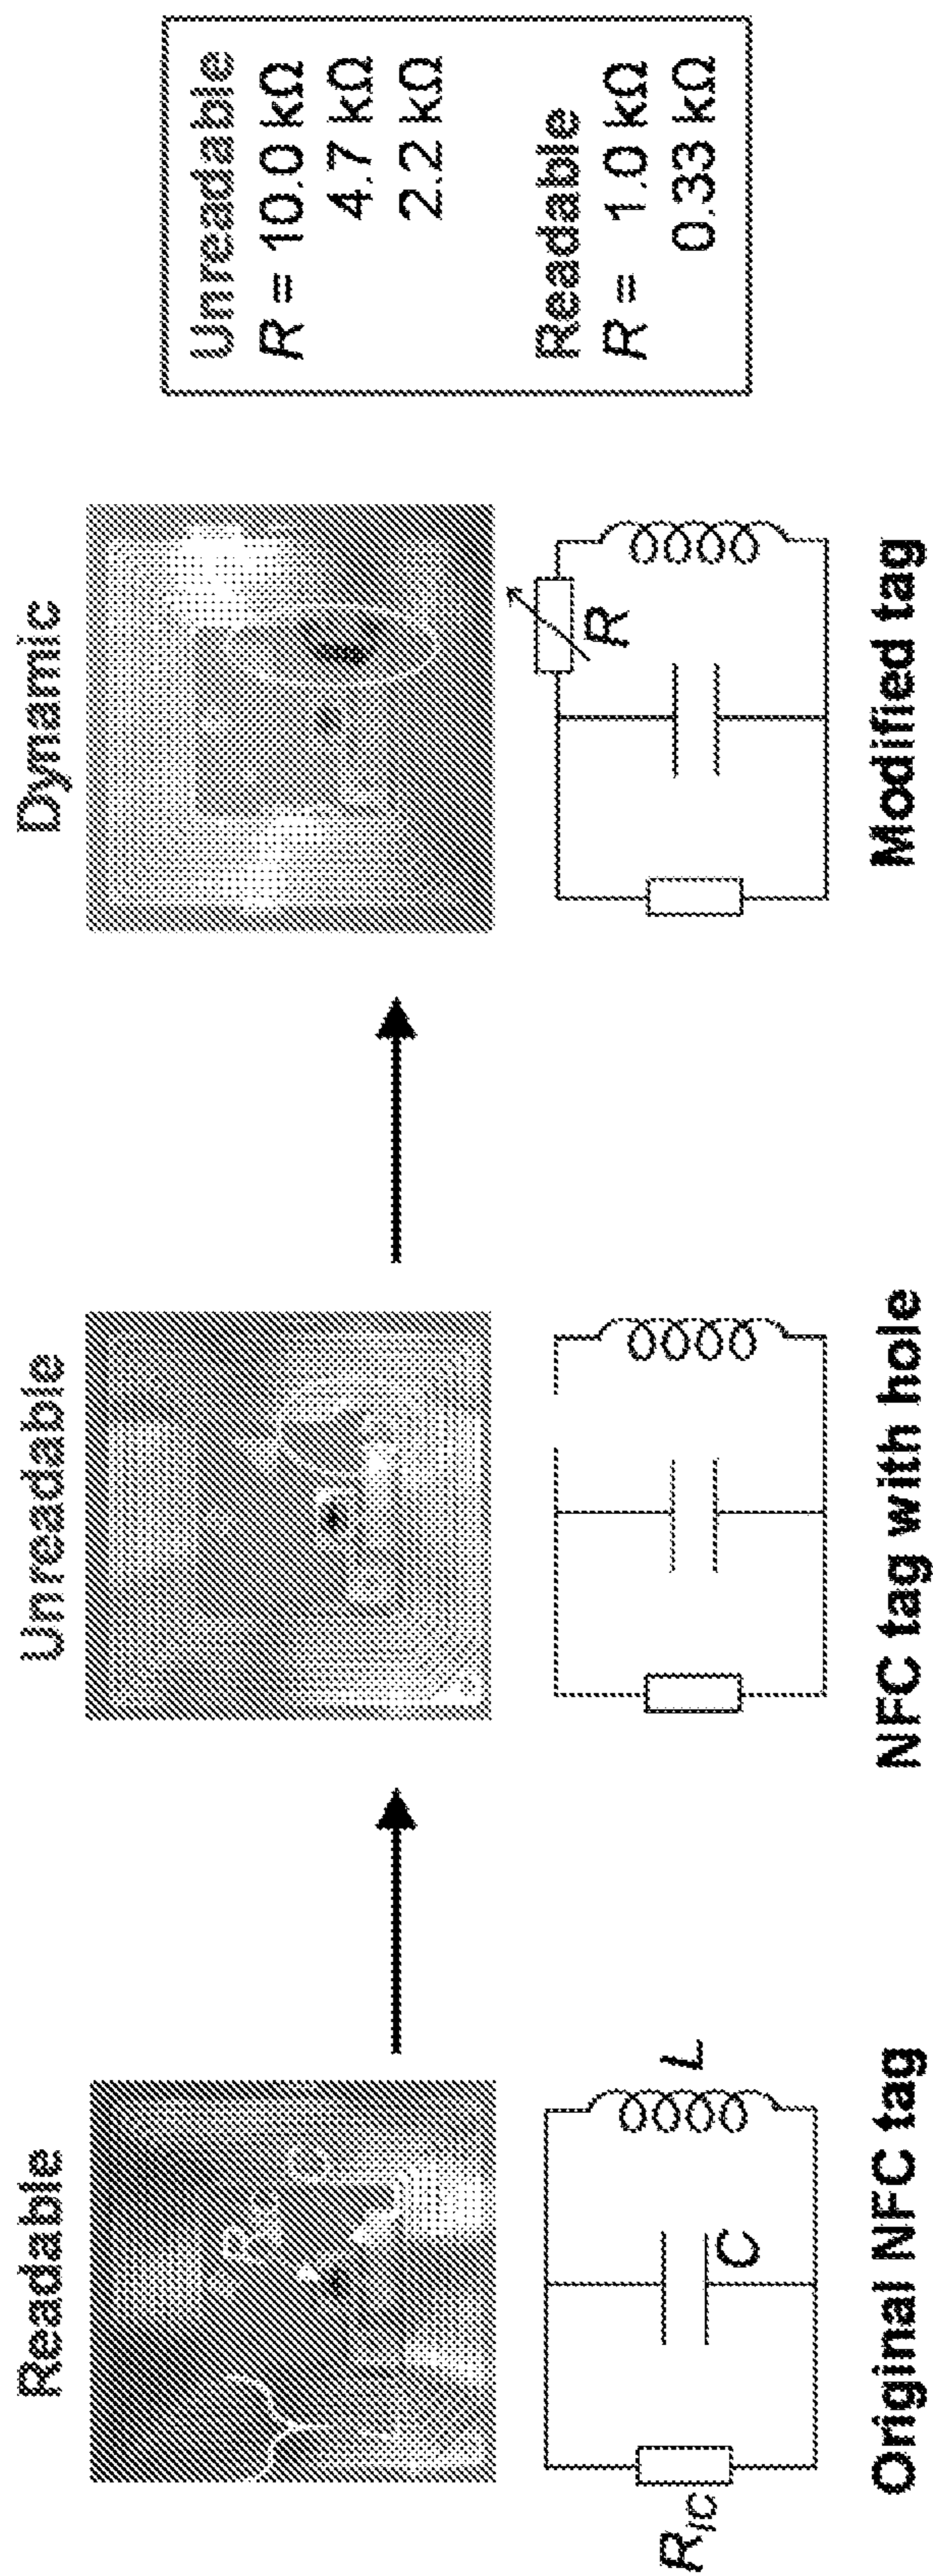 Readable
Unreadable
Dynamic
R_IC
C
L
R
Original NFC tag
NFC tag with hole
Modified tag
Unreadable
R = 10.0 kΩ
4.7 kΩ
2.2 kΩ
Readable
R = 1.0 kΩ
0.33 kΩ